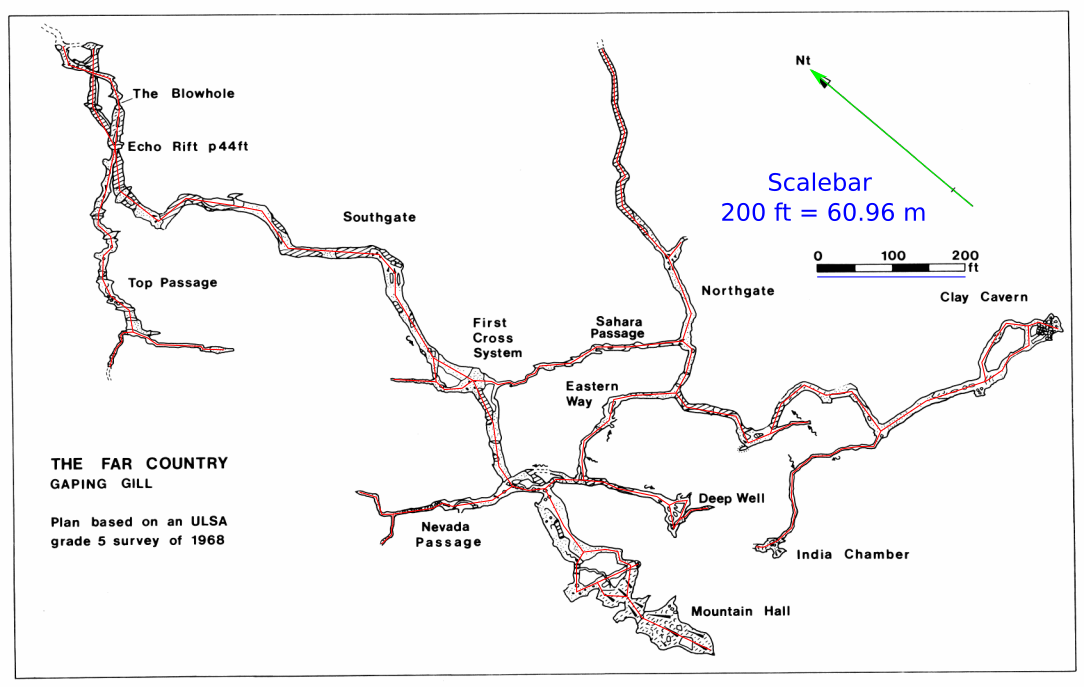 Nt
The Blowhole
Echo Rift p44ft
Scalebar
200 ft = 60.96 m
Southgate
0 100 200
ft
Top Passage
Northgate
Clay Cavern
First
Cross
System
Sahara
Passage
Eastern
Way
THE FAR COUNTRY
GAPING GILL
Plan based on an ULSA
grade 5 survey of 1968
Deep Well
Nevada
Passage
India Chamber
Mountain Hall